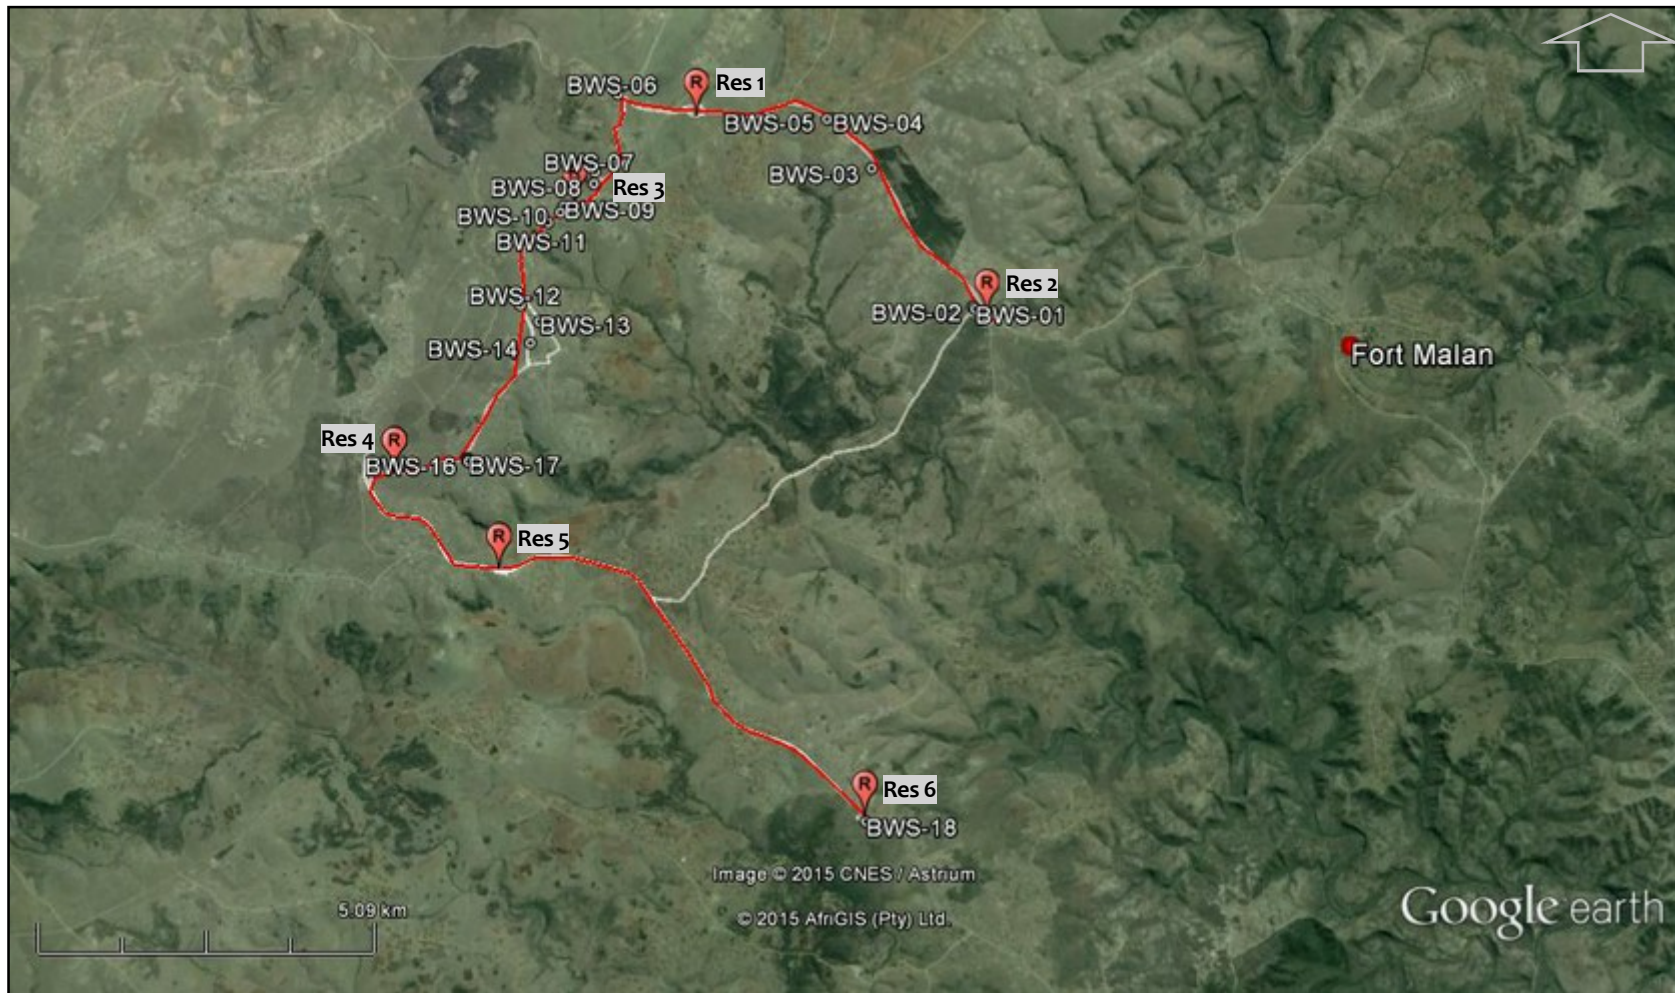 BWS-06
R
Res 1
BWS-05
BWS-04
BWS-03
BWS-07
BWS-08
Res 3
BWS-10
BWS-09
BWS-11
R
Res 2
BWS-02
BWS-01
BWS-12
BWS-13
BWS-14
Fort Malan
Res 4
R
BWS-16
BWS-17
R
Res 5
R
Res 6
BWS-18
Image © 2015 CNES / Astrium
© 2015 AfriGIS (Pty) Ltd.
5.09 km
Google earth